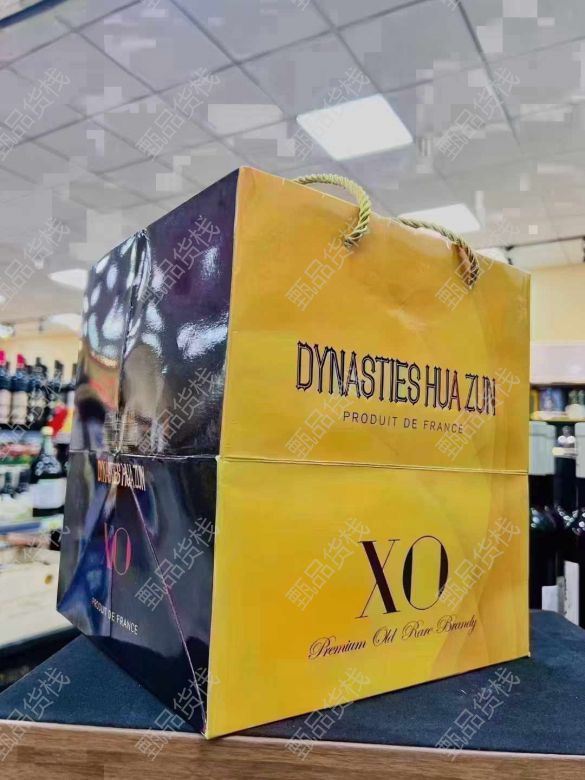 DYNASTIES HUA ZUN
PRODUIT DE FRANCE
XO
Premium Old Rare Brandy
DYNASTIES HUA ZUN
XO
PRODUIT DE FRANCE
甄品货栈